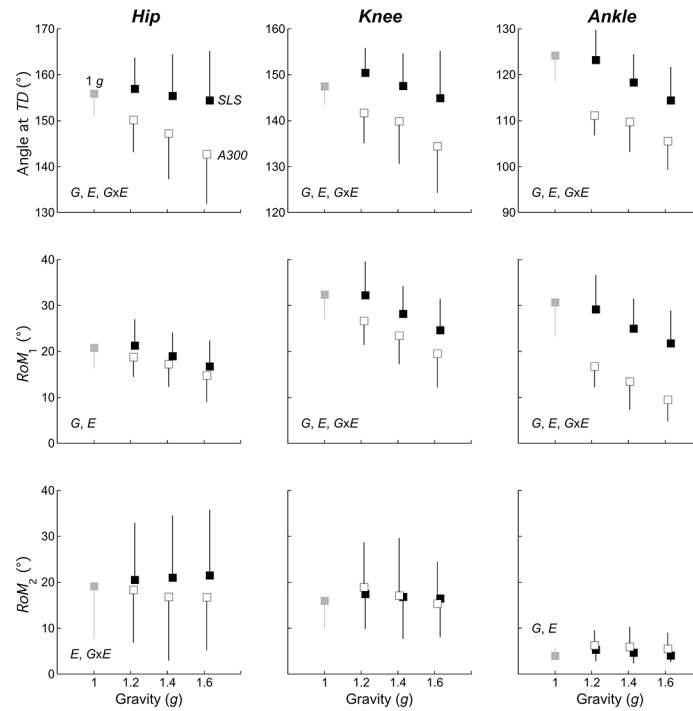 Hip Knee Ankle
Angle at TD (°)
170
160
150
140
130
1 g
SLS
A300
G, E, GxE
160
150
140
130
120
G, E, GxE
130
120
110
100
90
G, E, GxE
RoM1 (°)
40
30
20
10
0
G, E
G, E, GxE
G, E, GxE
RoM2 (°)
40
30
20
10
0
E, GxE
G, E
1 1.2 1.4 1.6
1 1.2 1.4 1.6
1 1.2 1.4 1.6
Gravity (g) Gravity (g) Gravity (g)